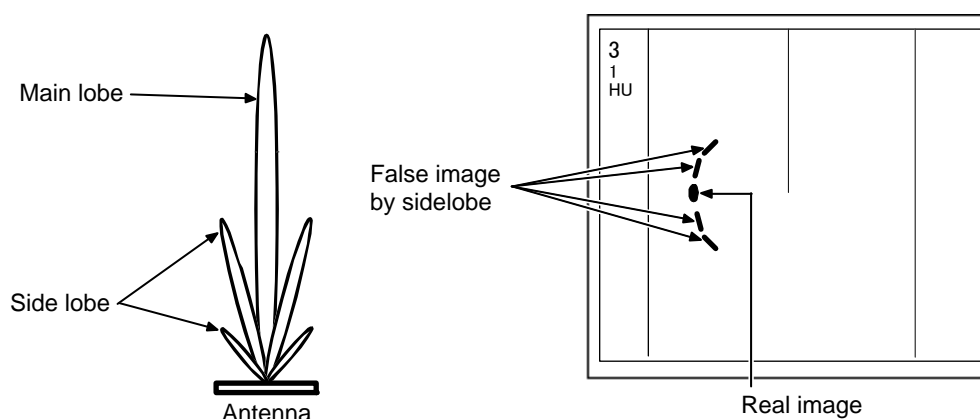 Main lobe
Side lobe
Antenna
3
1
HU
False image
by sidelobe
Real image